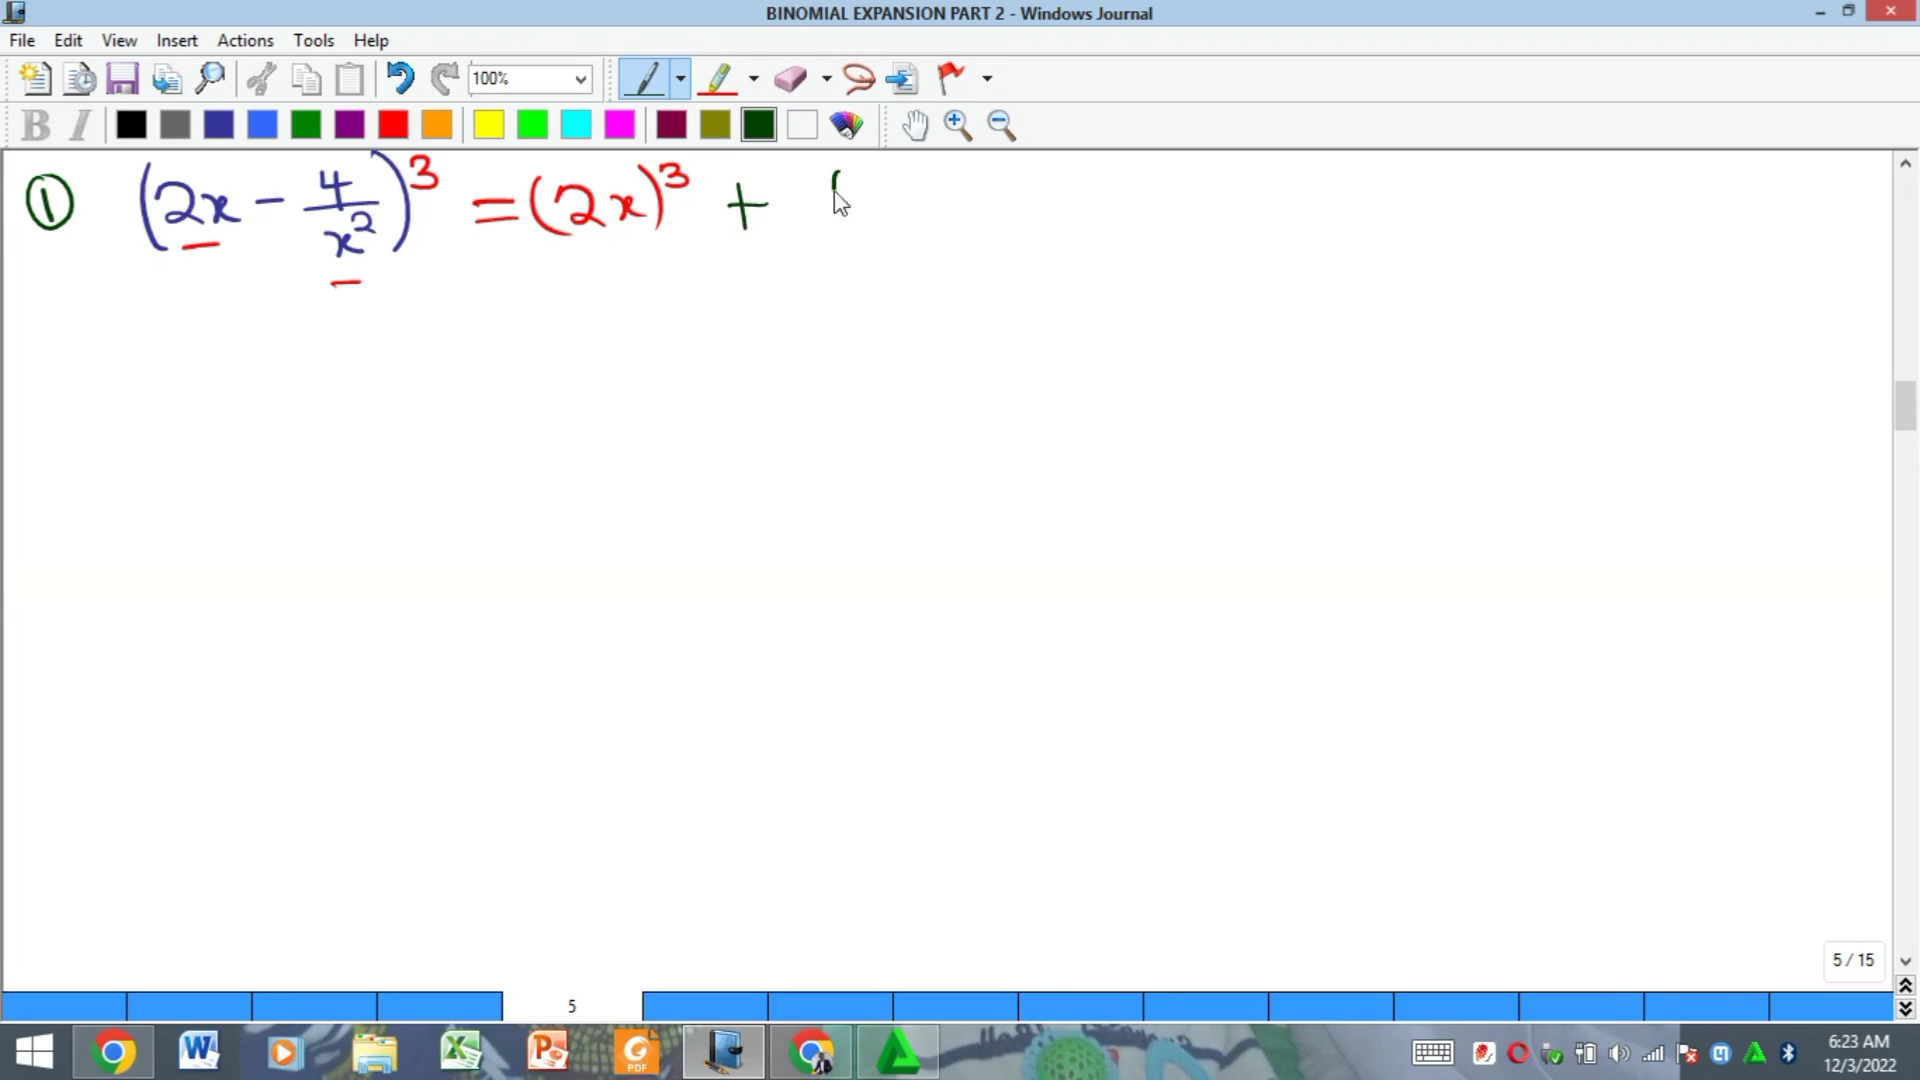 BINOMIAL EXPANSION PART 2 - Windows Journal
File Edit View Insert Actions Tools Help
100%
B I
① (2x - 4/x²)³ = (2x)³ + (
5 / 15
5
6:23 AM
12/3/2022